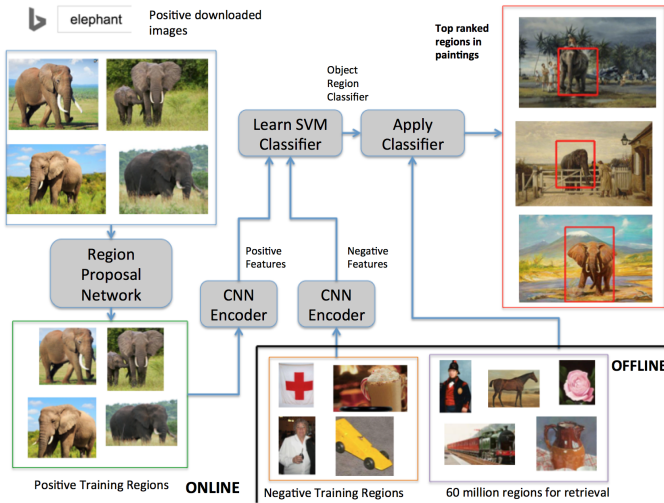 elephant
Positive downloaded
images
Top ranked
regions in
paintings
Object
Region
Classifier
Learn SVM
Classifier
Apply
Classifier
Region
Proposal
Network
Positive
Features
Negative
Features
CNN
Encoder
CNN
Encoder
OFFLINE
Positive Training Regions
ONLINE
Negative Training Regions
60 million regions for retrieval